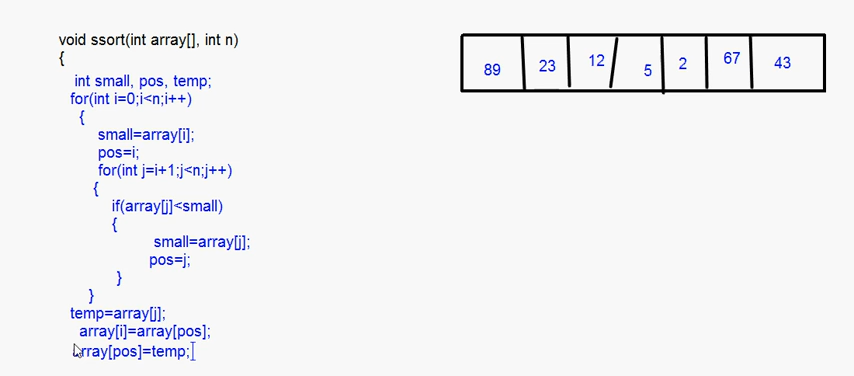 void ssort(int array[], int n)
{
int small, pos, temp;
for(int i=0;i<n;i++)
{
small=array[i];
pos=i;
for(int j=i+1;j<n;j++)
{
if(array[j]<small)
{
small=array[j];
pos=j;
}
}
temp=array[j];
array[i]=array[pos];
array[pos]=temp;
89 23 12 5 2 67 43